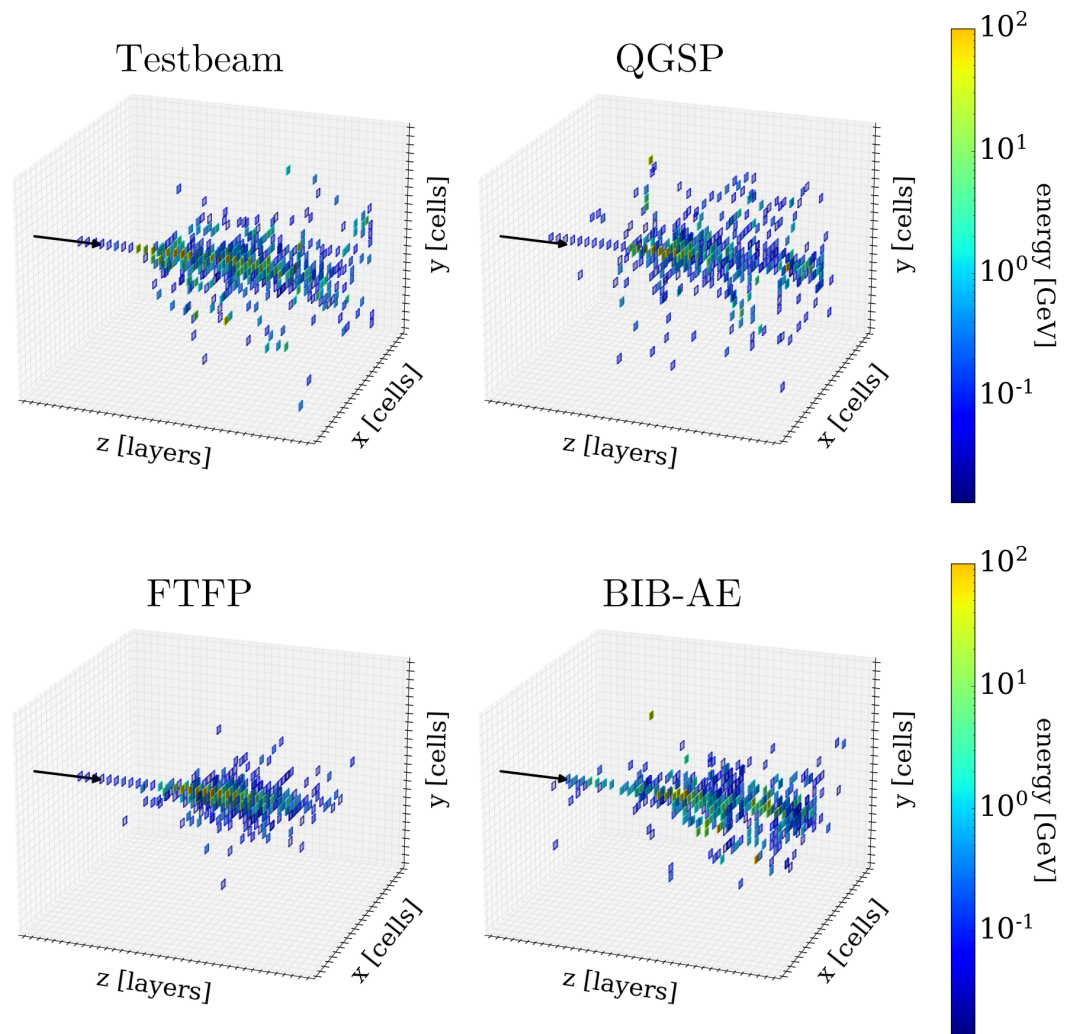 Testbeam
QGSP
y [cells]
x [cells]
z [layers]
y [cells]
x [cells]
z [layers]
10²
10¹
10⁰
10⁻¹
energy [GeV]
FTFP
BIB-AE
y [cells]
x [cells]
z [layers]
y [cells]
x [cells]
z [layers]
10²
10¹
10⁰
10⁻¹
energy [GeV]